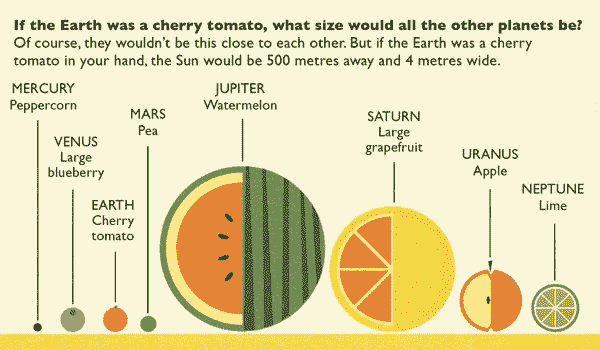 If the Earth was a cherry tomato, what size would all the other planets be?
Of course, they wouldn't be this close to each other. But if the Earth was a cherry
tomato in your hand, the Sun would be 500 metres away and 4 metres wide.
MERCURY
Peppercorn
VENUS
Large
blueberry
EARTH
Cherry
tomato
MARS
Pea
JUPITER
Watermelon
SATURN
Large
grapefruit
URANUS
Apple
NEPTUNE
Lime